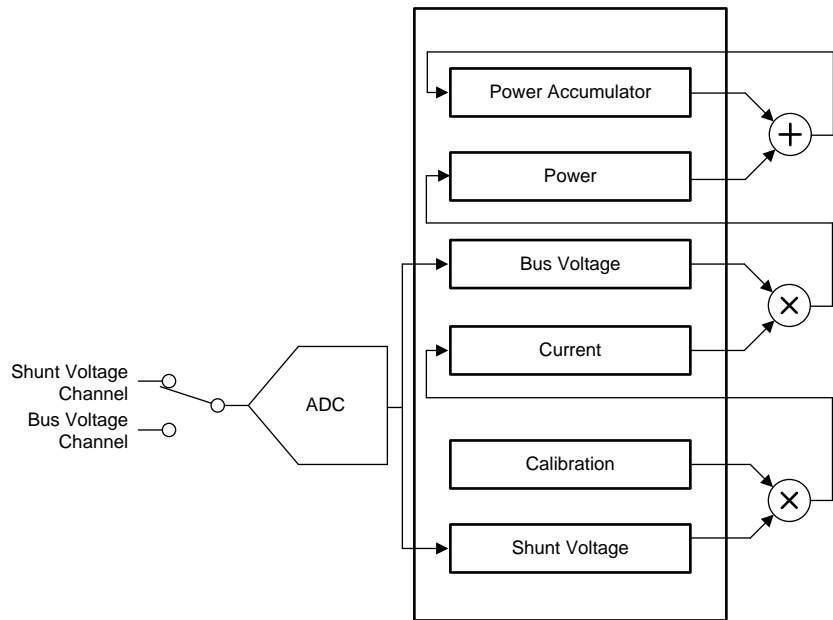 Power Accumulator
Power
Bus Voltage
Current
Shunt Voltage
Channel
Bus Voltage
Channel
ADC
Calibration
Shunt Voltage